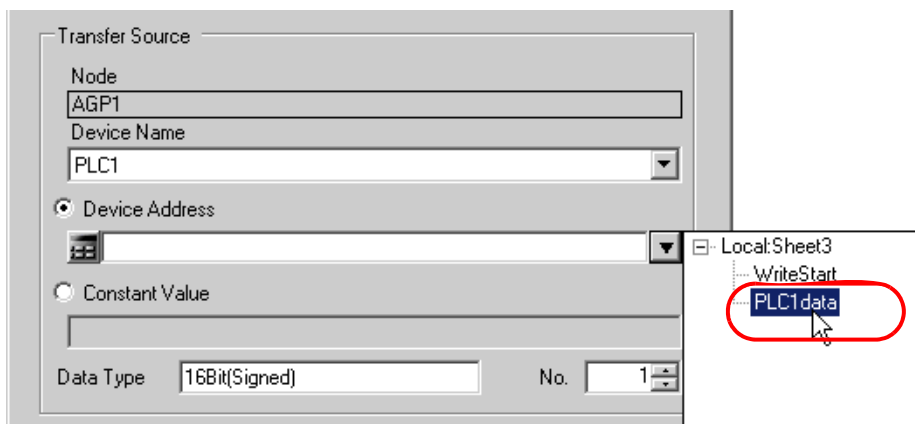 Transfer Source
Node
AGP1
Device Name
PLC1
Device Address
Local:Sheet3
WriteStart
Constant Value
PLC1data
Data Type 16Bit(Signed) No. 1